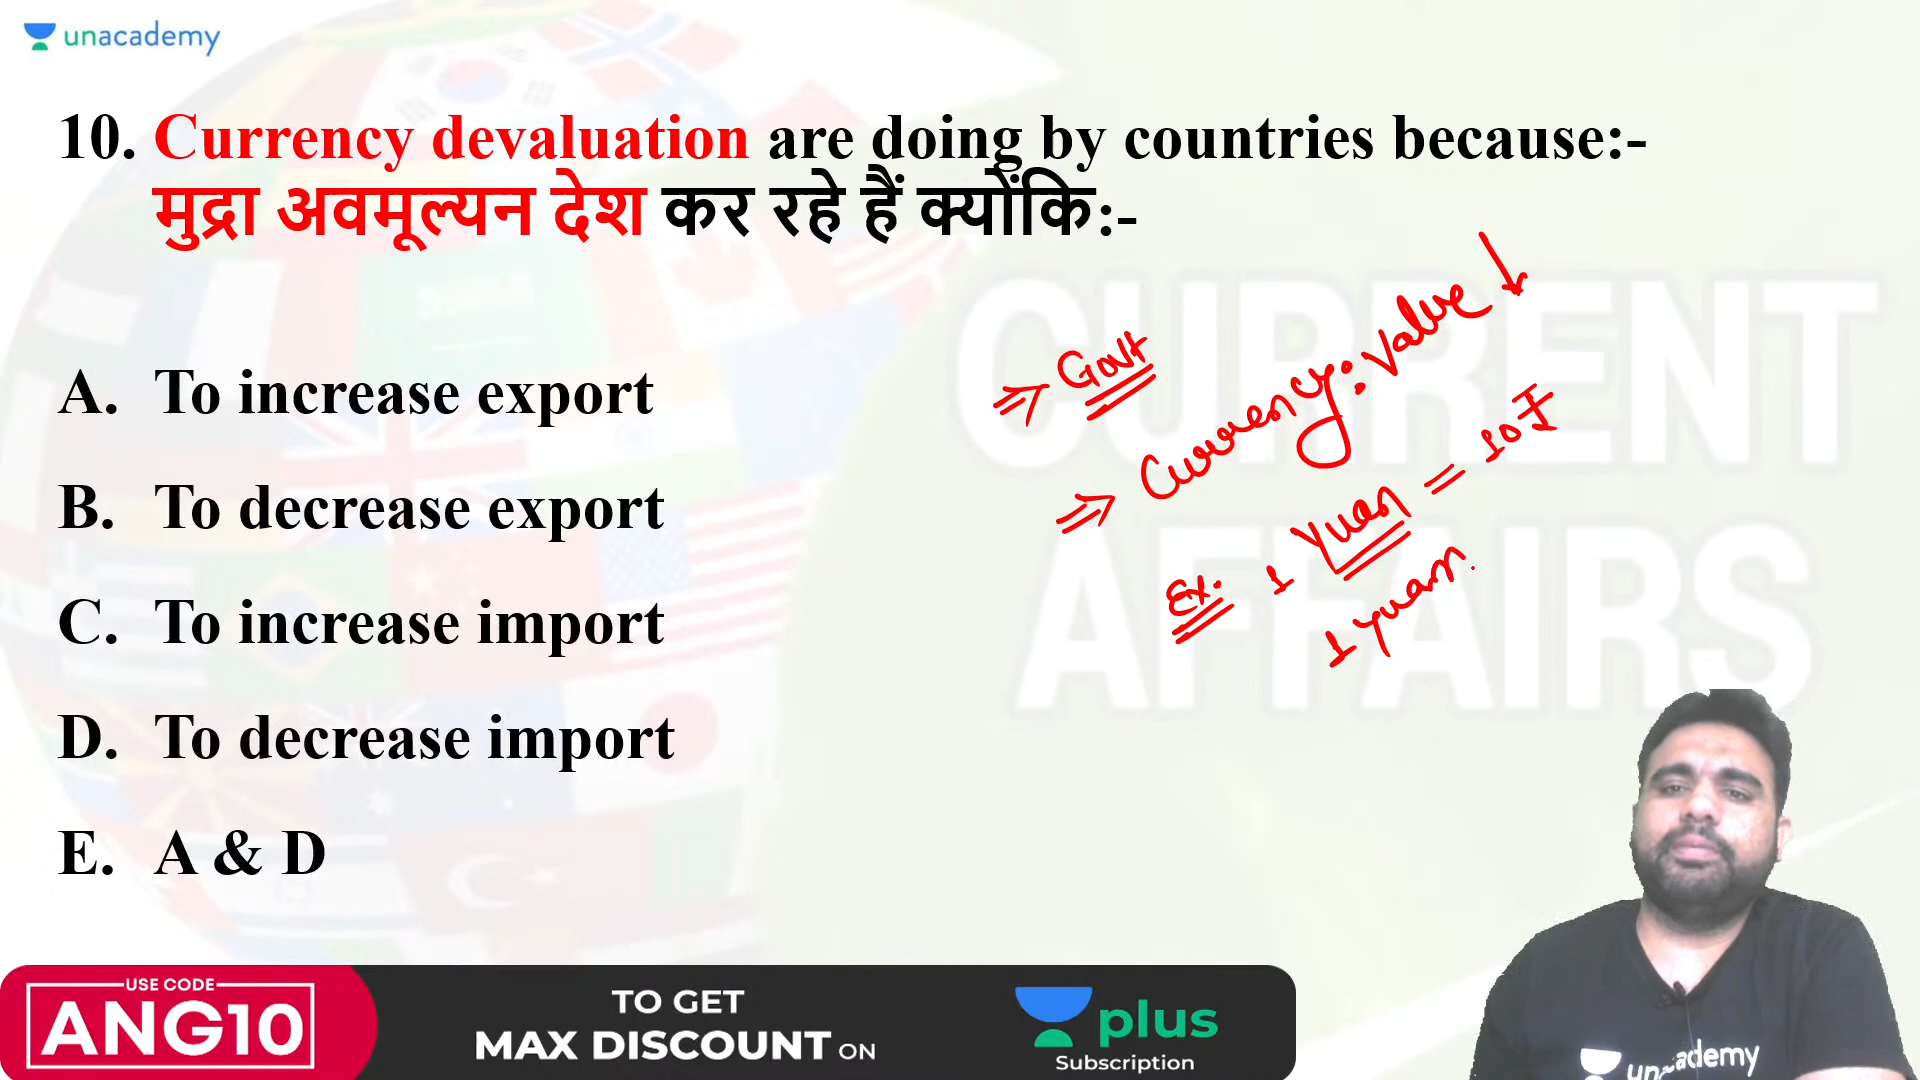 unacademy
10. Currency devaluation are doing by countries because:-
मुद्रा अवमूल्यन देश कर रहे हैं क्योंकि:-
A. To increase export
B. To decrease export
C. To increase import
D. To decrease import
E. A & D
⇒ Govt
⇒ Currency: Value ↓
Ex. 1 Yuan = 10₹
1 yuan
CURRENT
AFFAIRS
USE CODE
ANG10
TO GET
MAX DISCOUNT ON
plus
Subscription
unacademy